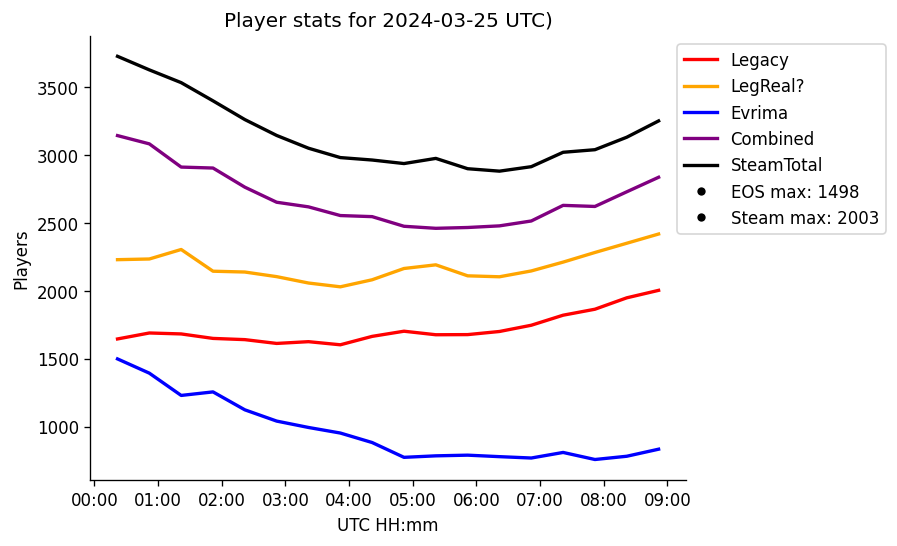 Player stats for 2024-03-25 UTC)
Legacy
LegReal?
Evrima
Combined
SteamTotal
EOS max: 1498
Steam max: 2003
Players
3500
3000
2500
2000
1500
1000
00:00 01:00 02:00 03:00 04:00 05:00 06:00 07:00 08:00 09:00
UTC HH:mm